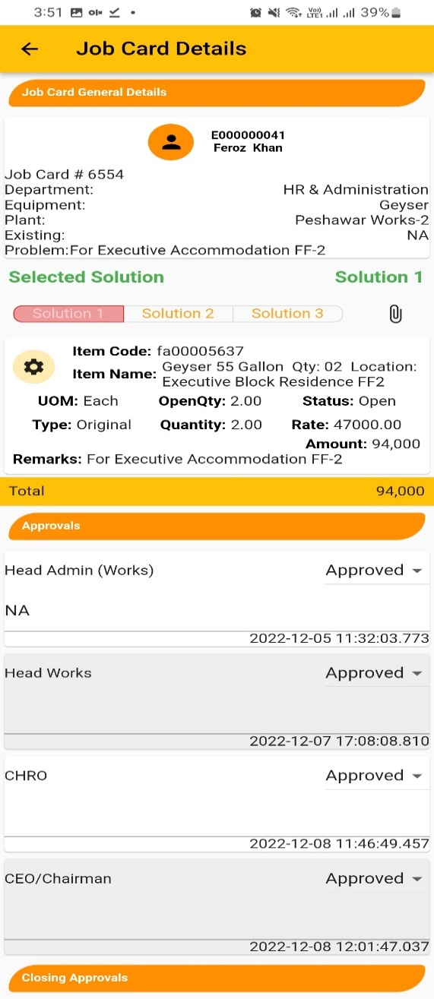 3:51 39%
Job Card Details
Job Card General Details
E000000041
Feroz Khan
Job Card # 6554
Department: HR & Administration
Equipment: Geyser
Plant: Peshawar Works-2
Existing: NA
Problem:For Executive Accommodation FF-2
Selected Solution Solution 1
Solution 1 Solution 2 Solution 3
Item Code: fa00005637
Item Name: Geyser 55 Gallon Qty: 02 Location:
Executive Block Residence FF2
UOM: Each OpenQty: 2.00 Status: Open
Type: Original Quantity: 2.00 Rate: 47000.00
Amount: 94,000
Remarks: For Executive Accommodation FF-2
Total 94,000
Approvals
Head Admin (Works) Approved
NA
2022-12-05 11:32:03.773
Head Works Approved
2022-12-07 17:08:08.810
CHRO Approved
2022-12-08 11:46:49.457
CEO/Chairman Approved
2022-12-08 12:01:47.037
Closing Approvals